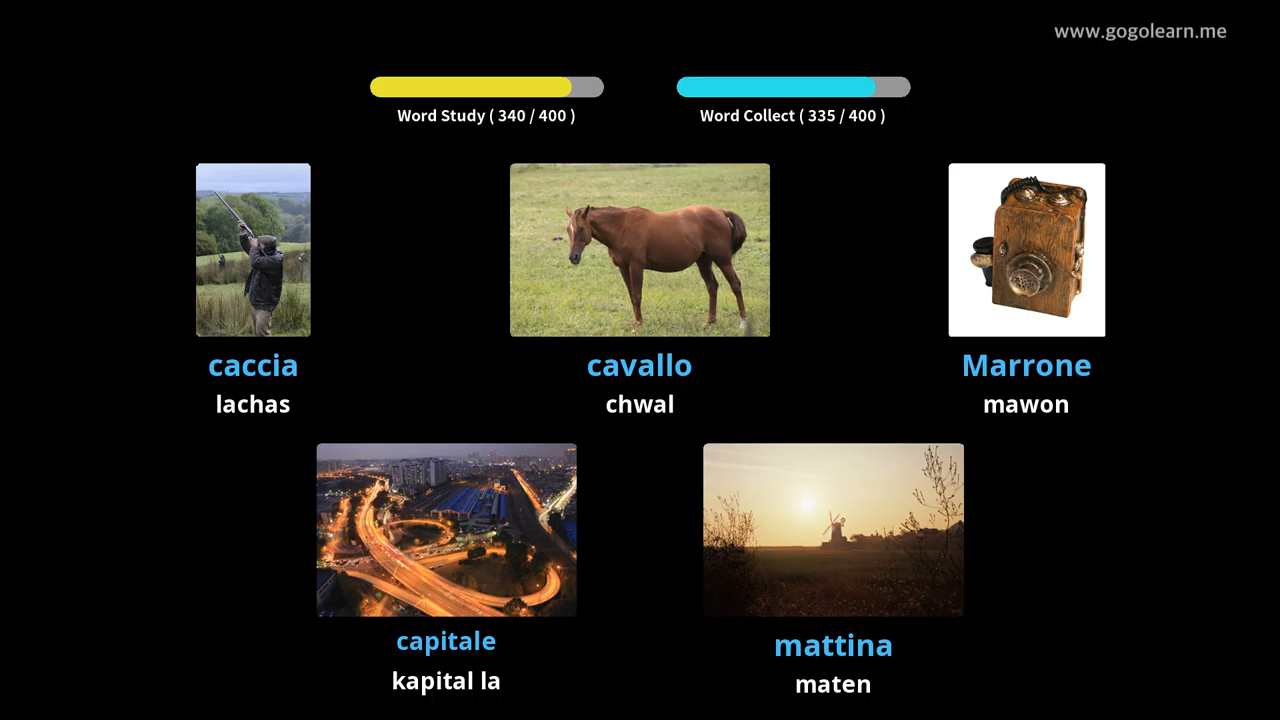 www.gogolearn.me
Word Study ( 340 / 400 )
Word Collect ( 335 / 400 )
caccia
lachas
cavallo
chwal
Marrone
mawon
capitale
kapital la
mattina
maten